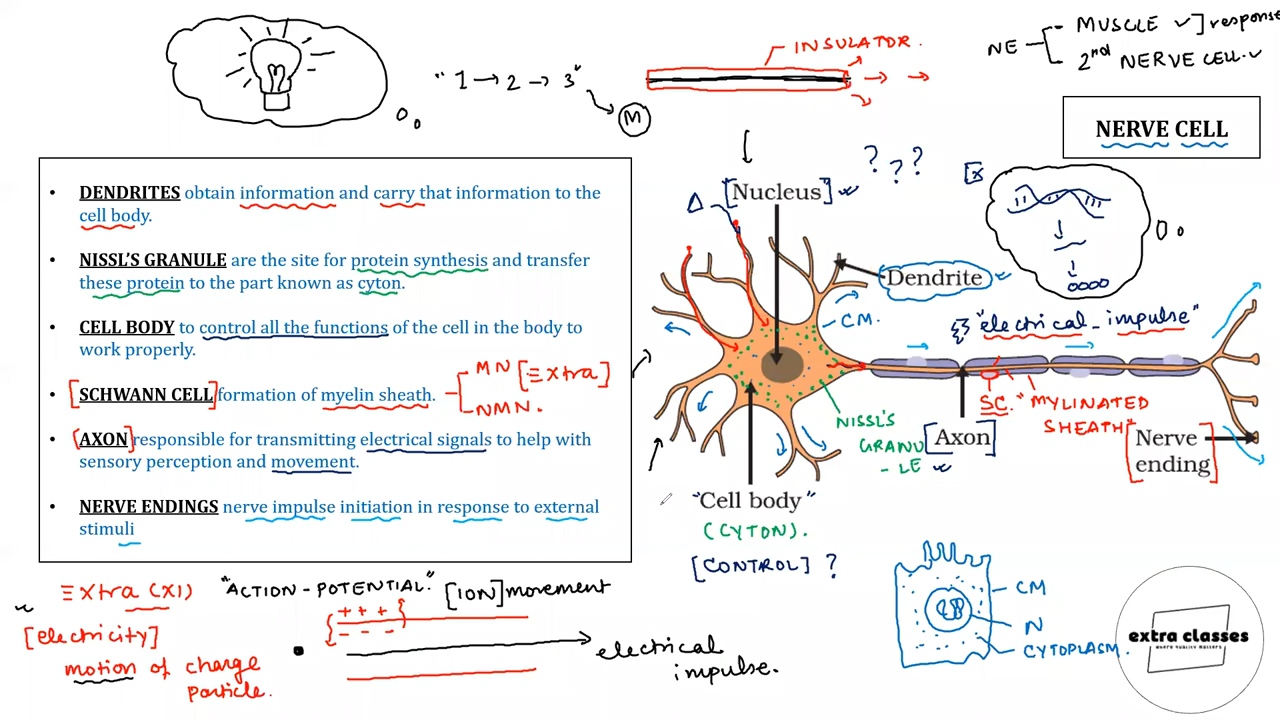 "1 → 2 → 3"
M
INSULATOR.
NE
MUSCLE ✓] response
2nd NERVE CELL ✓
NERVE CELL
• DENDRITES obtain information and carry that information to the
cell body.
• NISSL'S GRANULE are the site for protein synthesis and transfer
these protein to the part known as cyton.
• CELL BODY to control all the functions of the cell in the body to
work properly.
• SCHWANN CELL formation of myelin sheath.
MN [Ξxtra]
NMN.
• AXON responsible for transmitting electrical signals to help with
sensory perception and movement.
• NERVE ENDINGS nerve impulse initiation in response to external
stimuli
[Nucleus]
? ? ?
Δ
Dendrite
CM.
"electrical - impulse"
SC.
"MYLINATED
SHEATH"
NISSL'S
GRANU
-LE
[Axon]
[Nerve
ending]
"Cell body"
(CYTON).
[CONTROL] ?
Ξxtra (XI)
[electricity]
motion of charge
particle.
"ACTION-POTENTIAL." [ION] movement
+ + +
- - -
electrical
impulse.
CM
N
CYTOPLASM.
extra classes
where quality matters